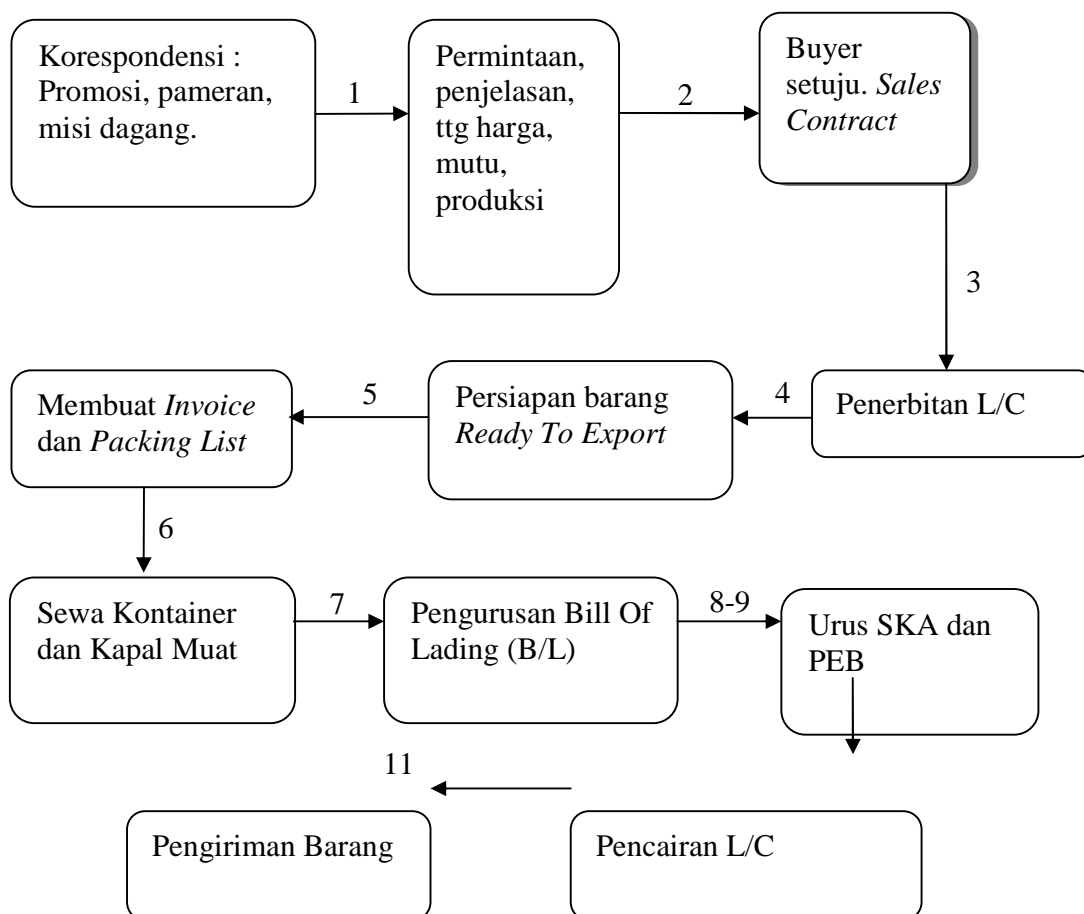 Korespondensi :
Promosi, pameran,
misi dagang.
1
Permintaan,
penjelasan,
ttg harga,
mutu,
produksi
2
Buyer
setuju. Sales
Contract
3
Penerbitan L/C
4
Persiapan barang
Ready To Export
5
Membuat Invoice
dan Packing List
6
Sewa Kontainer
dan Kapal Muat
7
Pengurusan Bill Of
Lading (B/L)
8-9
Urus SKA dan
PEB
11
Pengiriman Barang
Pencairan L/C